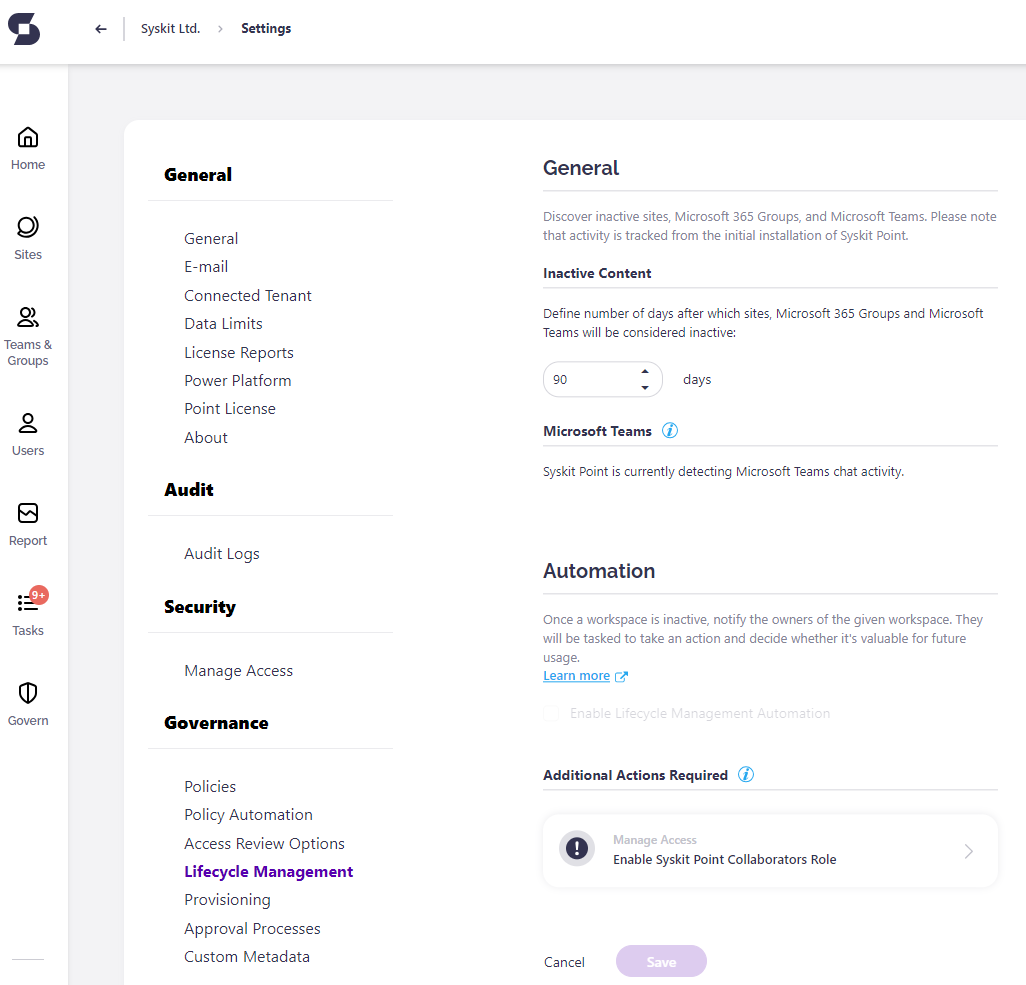 Syskit Ltd.
Settings
Home
Sites
Teams &
Groups
Users
Report
9+
Tasks
Govern
General
General
E-mail
Connected Tenant
Data Limits
License Reports
Power Platform
Point License
About
Audit
Audit Logs
Security
Manage Access
Governance
Policies
Policy Automation
Access Review Options
Lifecycle Management
Provisioning
Approval Processes
Custom Metadata
General
Discover inactive sites, Microsoft 365 Groups, and Microsoft Teams. Please note
that activity is tracked from the initial installation of Syskit Point.
Inactive Content
Define number of days after which sites, Microsoft 365 Groups and Microsoft
Teams will be considered inactive:
90 days
Microsoft Teams
Syskit Point is currently detecting Microsoft Teams chat activity.
Automation
Once a workspace is inactive, notify the owners of the given workspace. They
will be tasked to take an action and decide whether it's valuable for future
usage.
Learn more
Enable Lifecycle Management Automation
Additional Actions Required
Manage Access
Enable Syskit Point Collaborators Role
Cancel Save